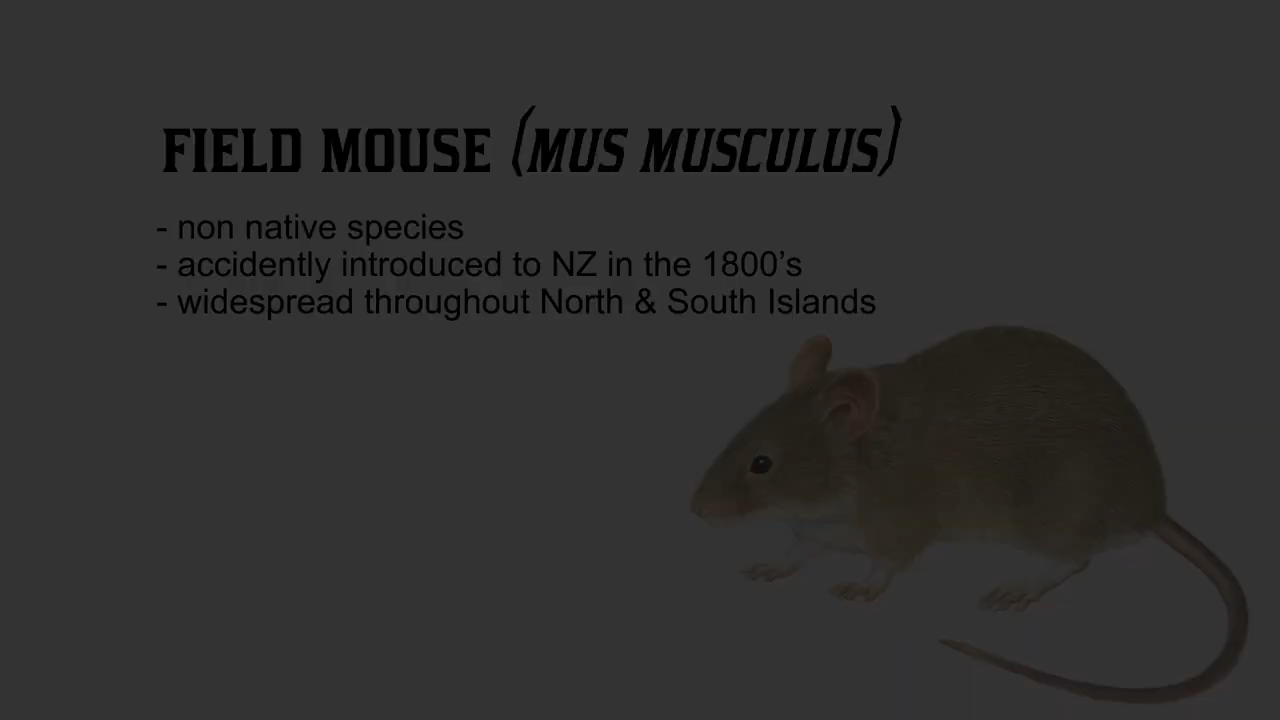 FIELD MOUSE (MUS MUSCULUS)
- non native species
- accidently introduced to NZ in the 1800’s
- widespread throughout North & South Islands